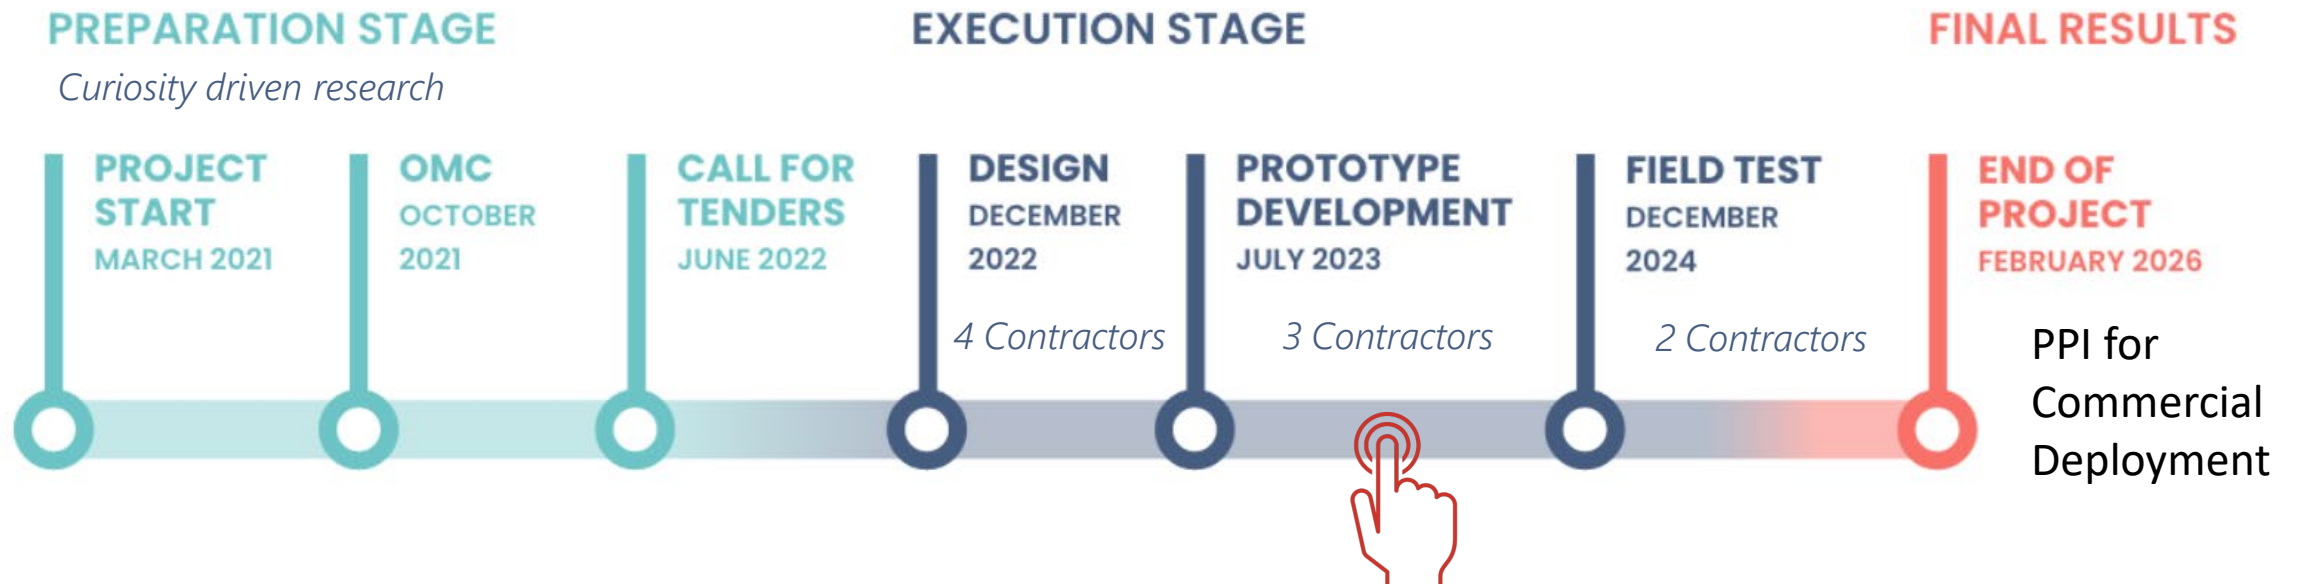 PREPARATION STAGE
Curiosity driven research
EXECUTION STAGE
FINAL RESULTS
PROJECT
START
MARCH 2021
OMC
OCTOBER
2021
CALL FOR
TENDERS
JUNE 2022
DESIGN
DECEMBER
2022
4 Contractors
PROTOTYPE
DEVELOPMENT
JULY 2023
3 Contractors
FIELD TEST
DECEMBER
2024
2 Contractors
END OF
PROJECT
FEBRUARY 2026
PPI for
Commercial
Deployment